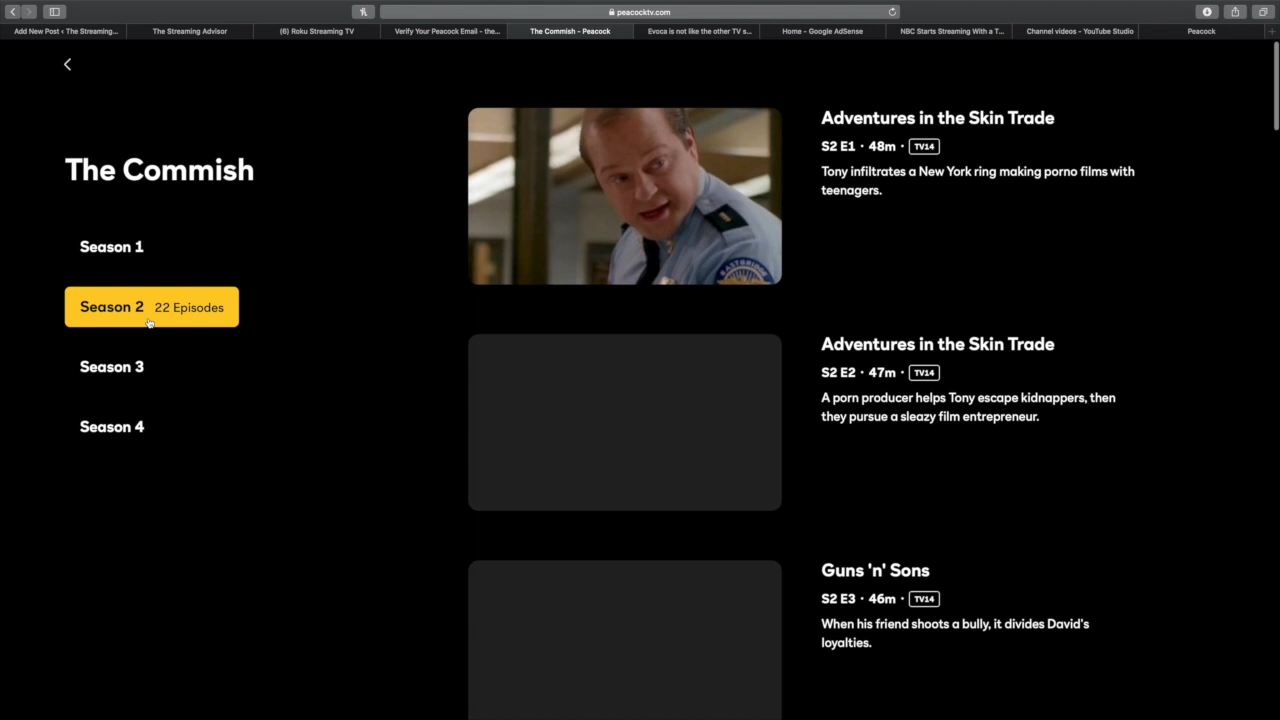 peacocktv.com
Add New Post ‹ The Streaming...
The Streaming Advisor
(6) Roku Streaming TV
Verify Your Peacock Email - the...
The Commish - Peacock
Evoca is not like the other TV s...
Home - Google AdSense
NBC Starts Streaming With a T...
Channel videos - YouTube Studio
Peacock
The Commish
Season 1
Season 2 22 Episodes
Season 3
Season 4
Adventures in the Skin Trade
S2 E1 · 48m · TV14
Tony infiltrates a New York ring making porno films with
teenagers.
EASTBRIDGE
Adventures in the Skin Trade
S2 E2 · 47m · TV14
A porn producer helps Tony escape kidnappers, then
they pursue a sleazy film entrepreneur.
Guns 'n' Sons
S2 E3 · 46m · TV14
When his friend shoots a bully, it divides David's
loyalties.